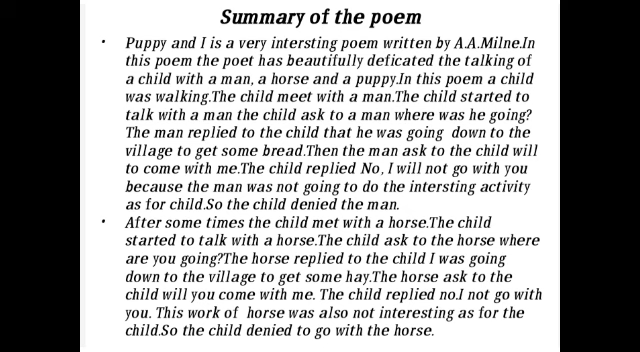 Summary of the poem
• Puppy and I is a very intersting poem written by A.A.Milne.In
this poem the poet has beautifully deficated the talking of
a child with a man, a horse and a puppy.In this poem a child
was walking.The child meet with a man.The child started to
talk with a man the child ask to a man where was he going?
The man replied to the child that he was going down to the
village to get some bread.Then the man ask to the child will
to come with me.The child replied No, I will not go with you
because the man was not going to do the intersting activity
as for child.So the child denied the man.
• After some times the child met with a horse.The child
started to talk with a horse.The child ask to the horse where
are you going?The horse replied to the child I was going
down to the village to get some hay.The horse ask to the
child will you come with me. The child replied no.I not go with
you. This work of horse was also not interesting as for the
child.So the child denied to go with the horse.